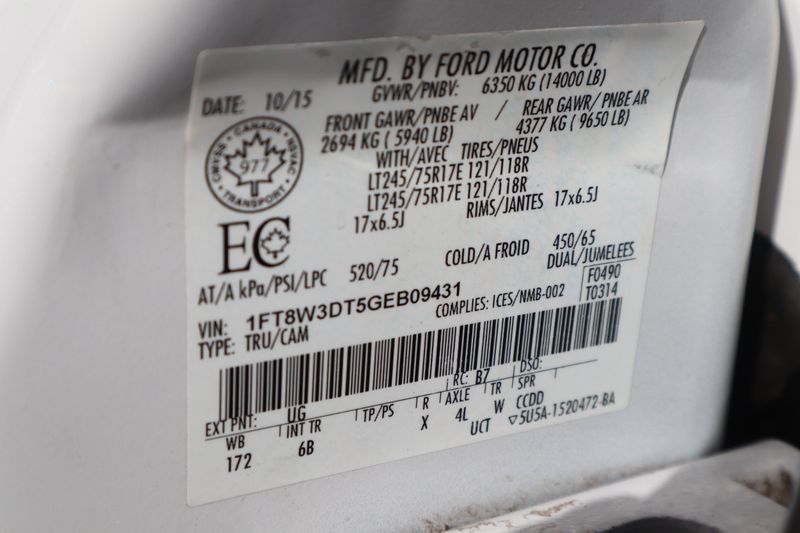 MFD. BY FORD MOTOR CO.
DATE: 10/15
GVWR/PNBV: 6350 KG (14000 LB)
FRONT GAWR/PNBE AV / REAR GAWR/ PNBE AR
2694 KG ( 5940 LB) 4377 KG ( 9650 LB)
CMVSS · CANADA · NSVAC
977
TRANSPORT
WITH/AVEC TIRES/PNEUS
LT245/75R17E 121/118R
LT245/75R17E 121/118R
17x6.5J RIMS/JANTES 17x6.5J
EC
AT/A kPa/PSI/LPC 520/75 COLD/A FROID 450/65
DUAL/JUMELEES
VIN: 1FT8W3DT5GEB09431 COMPLIES: ICES/NMB-002 F0490
TYPE: TRU/CAM T0314
EXT PNT: UG RC: B7 DSO:
WB INT TR TP/PS R AXLE TR SPR
172 6B X 4L W CCDD
UCT ▽5U5A-1520472-BA